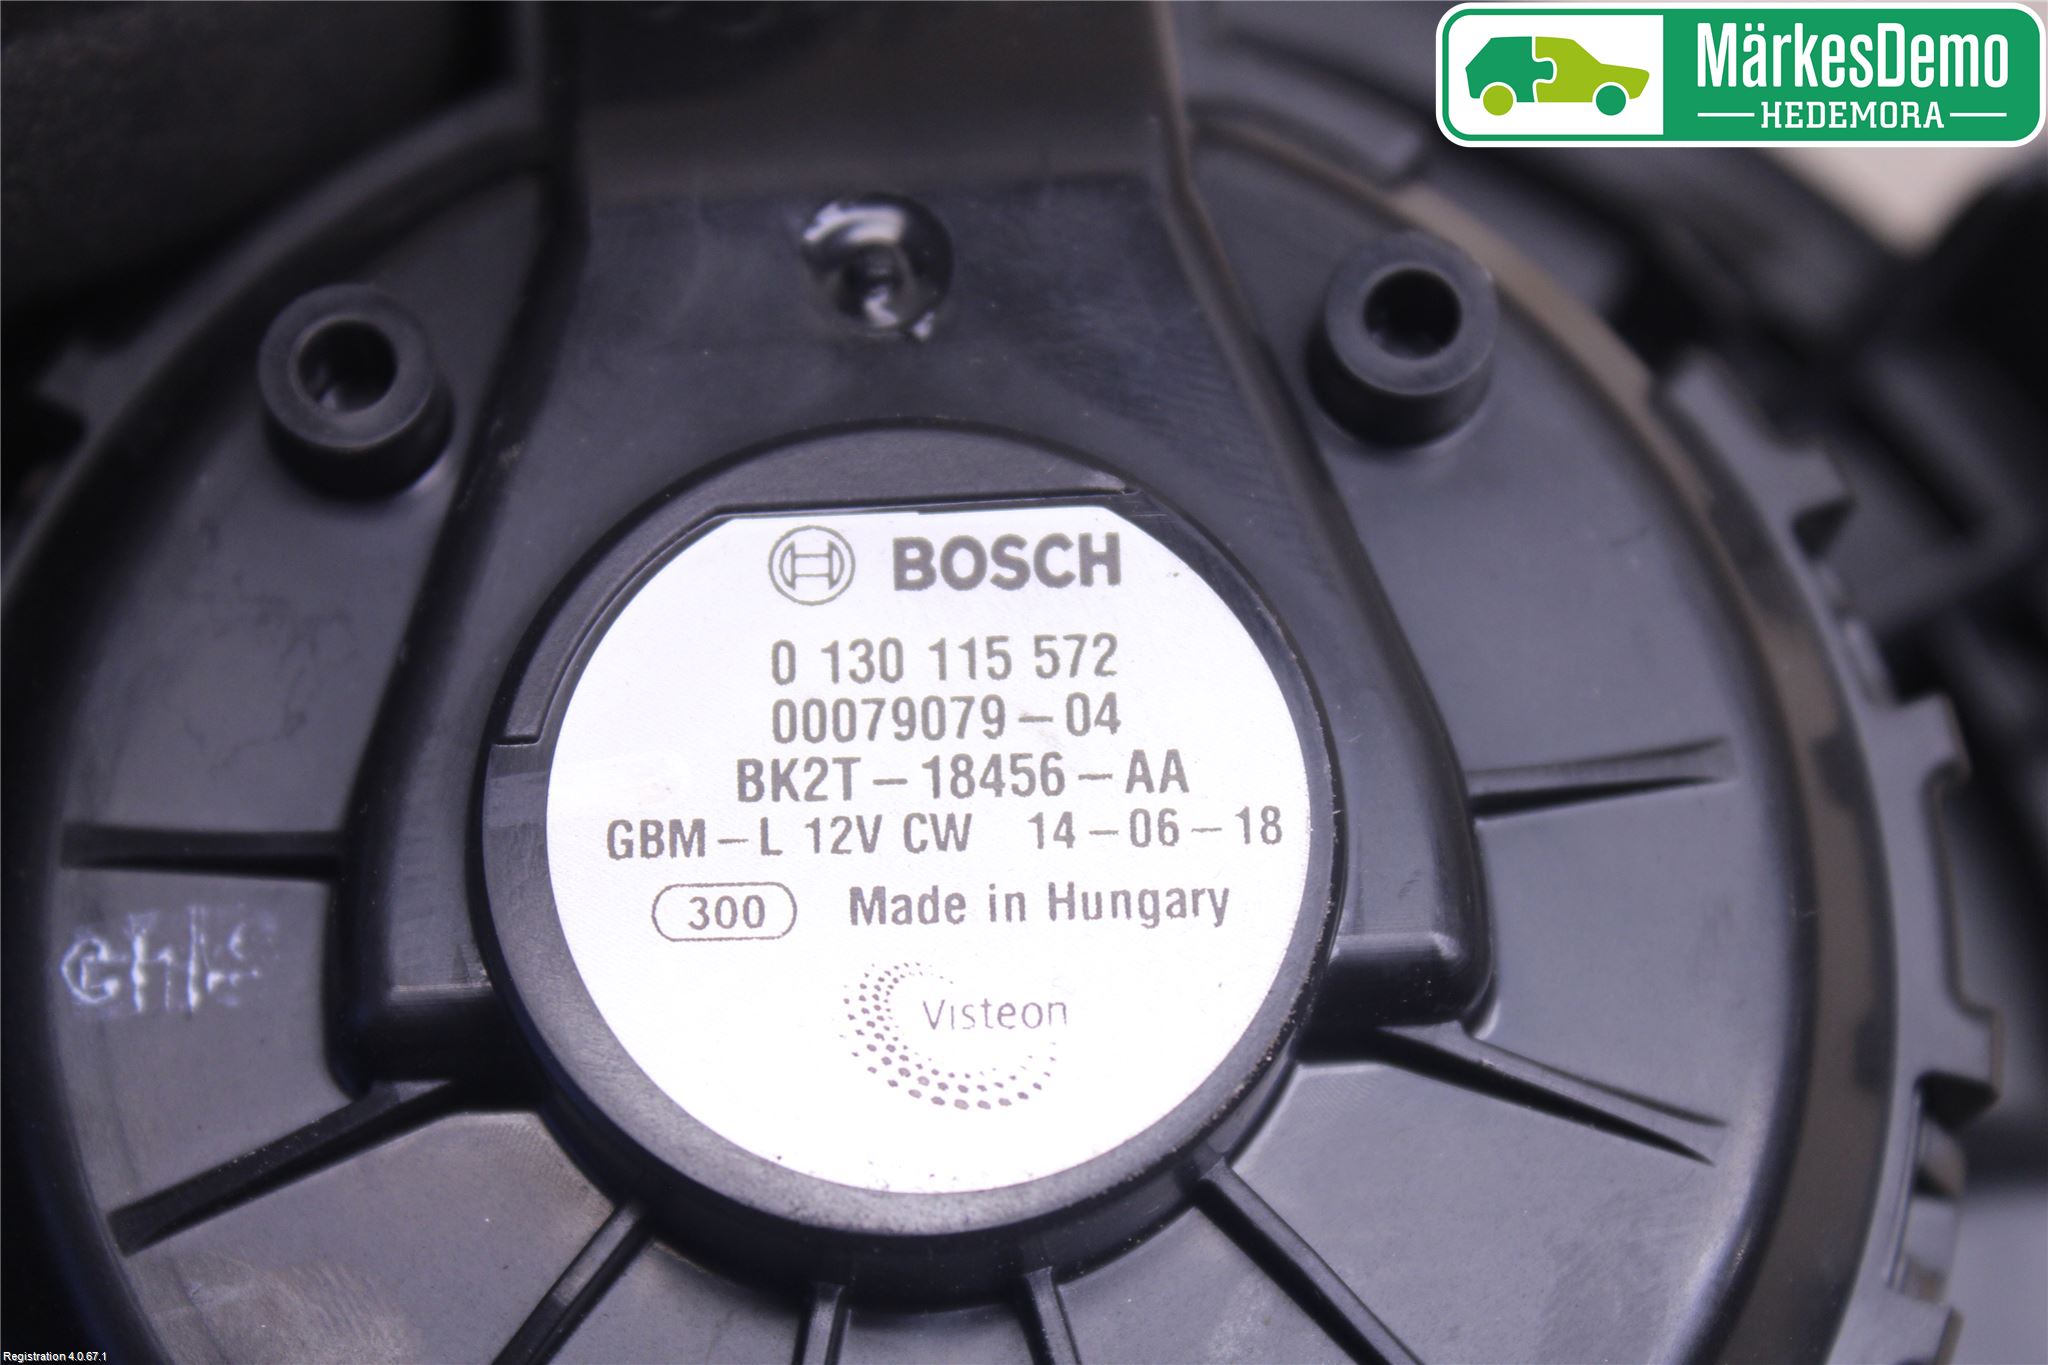 MärkesDemo
HEDEMORA
BOSCH
0 130 115 572
00079079-04
BK2T-18456-AA
GBM-L 12V CW 14-06-18
300 Made in Hungary
Visteon
Registration 4.0.67.1